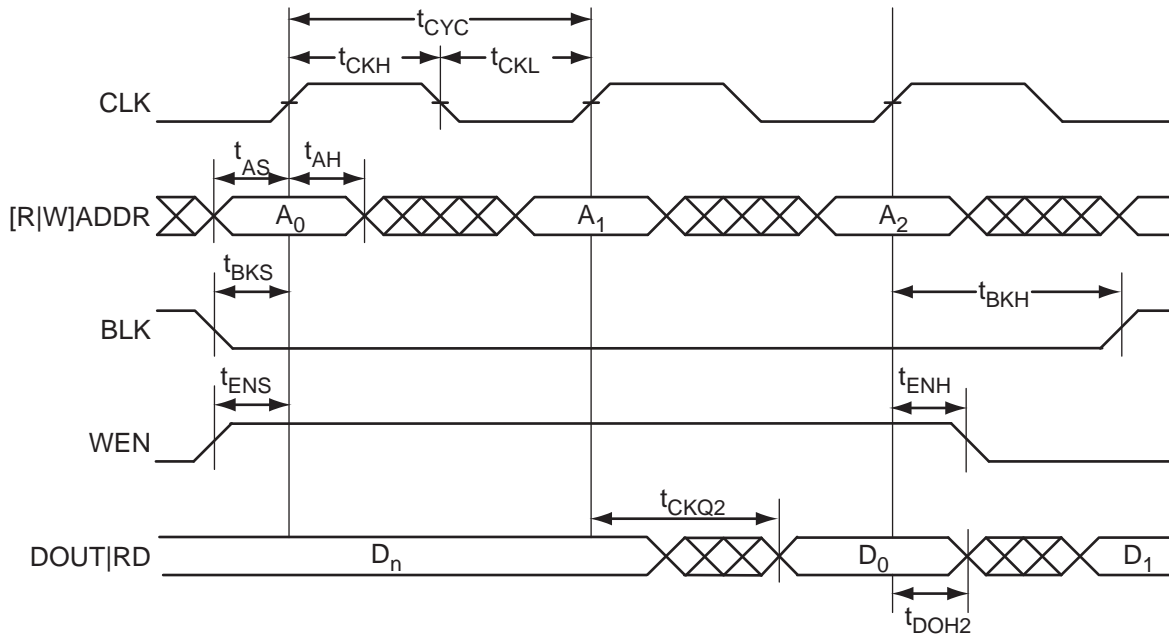 tCYC
tCKH
tCKL
CLK
tAS
tAH
[R|W]ADDR
A0
A1
A2
tBKS
tBKH
BLK
tENS
tENH
WEN
tCKQ2
DOUT|RD
Dn
D0
D1
tDOH2